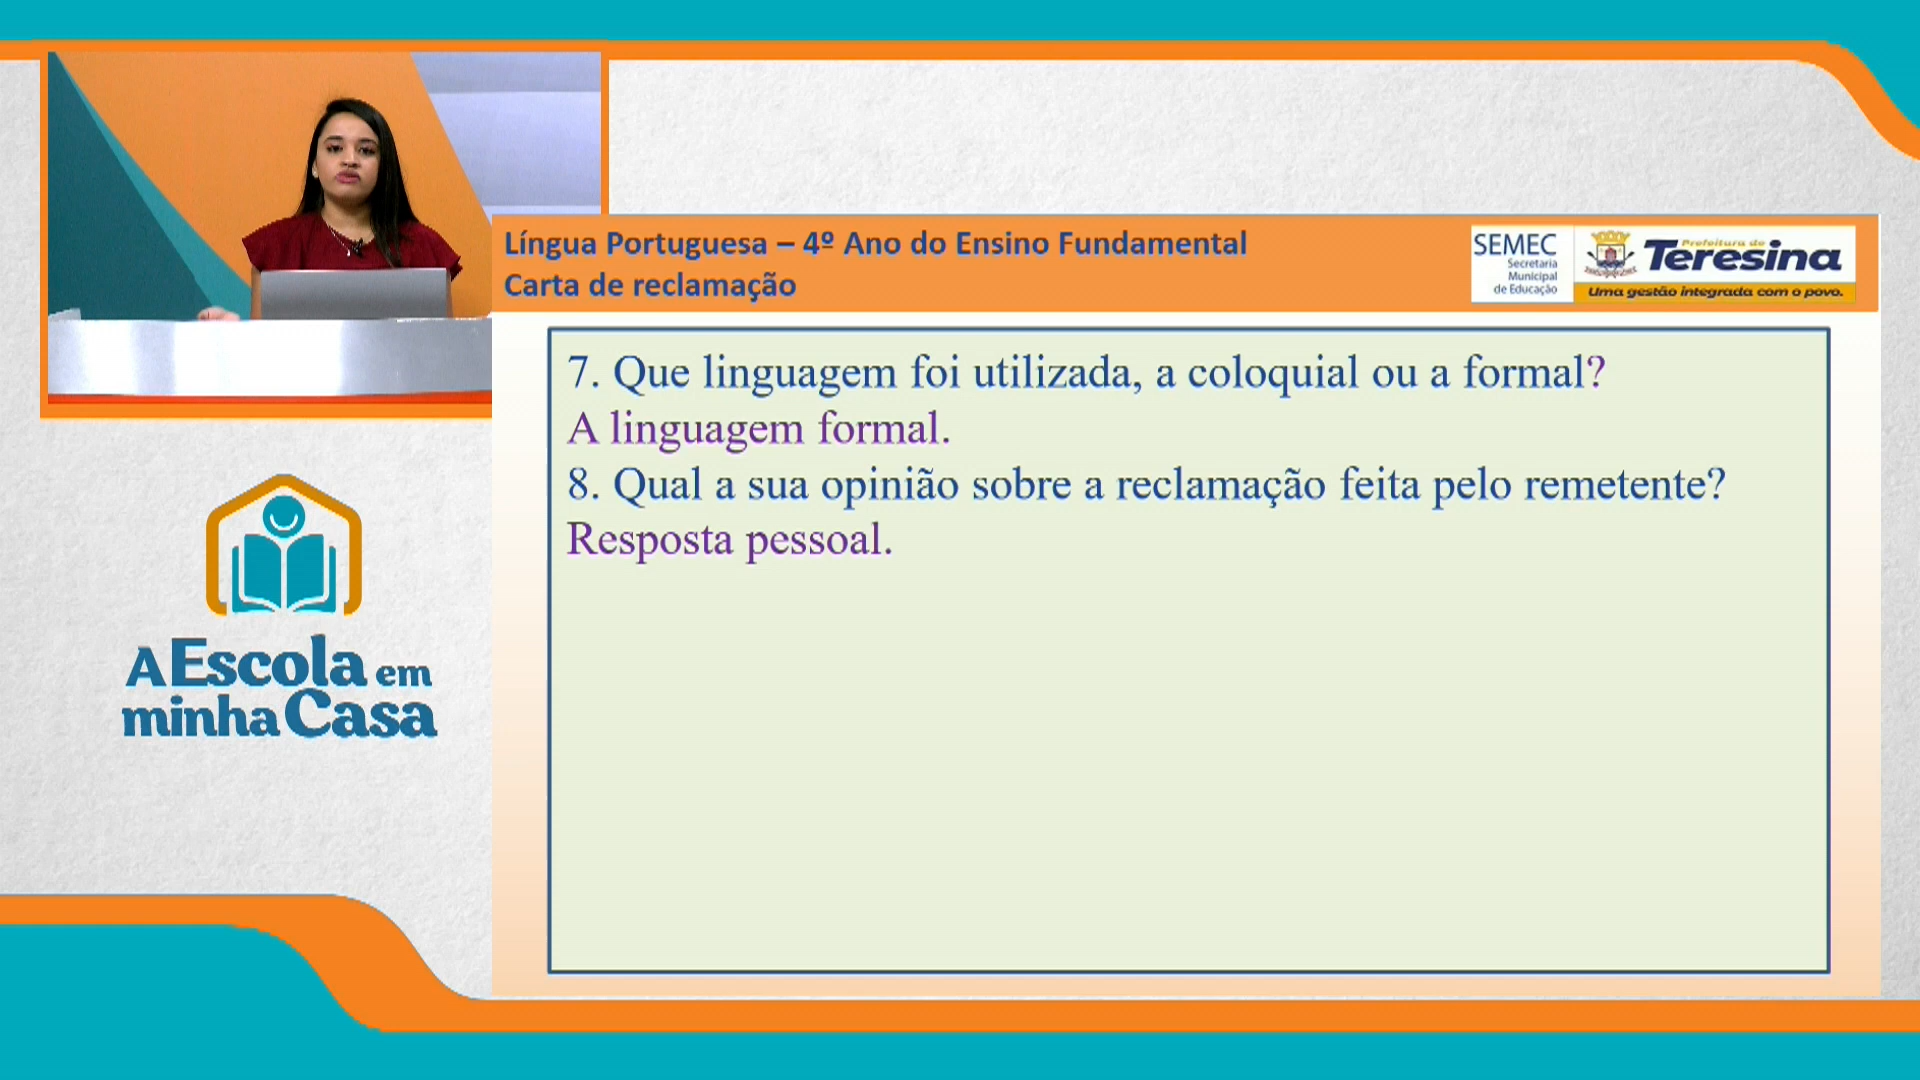 Língua Portuguesa – 4º Ano do Ensino Fundamental
Carta de reclamação
SEMEC
Secretaria
Municipal
de Educação
Prefeitura de
Teresina
Uma gestão integrada com o povo.
7. Que linguagem foi utilizada, a coloquial ou a formal?
A linguagem formal.
8. Qual a sua opinião sobre a reclamação feita pelo remetente?
Resposta pessoal.
A Escola em
minha Casa